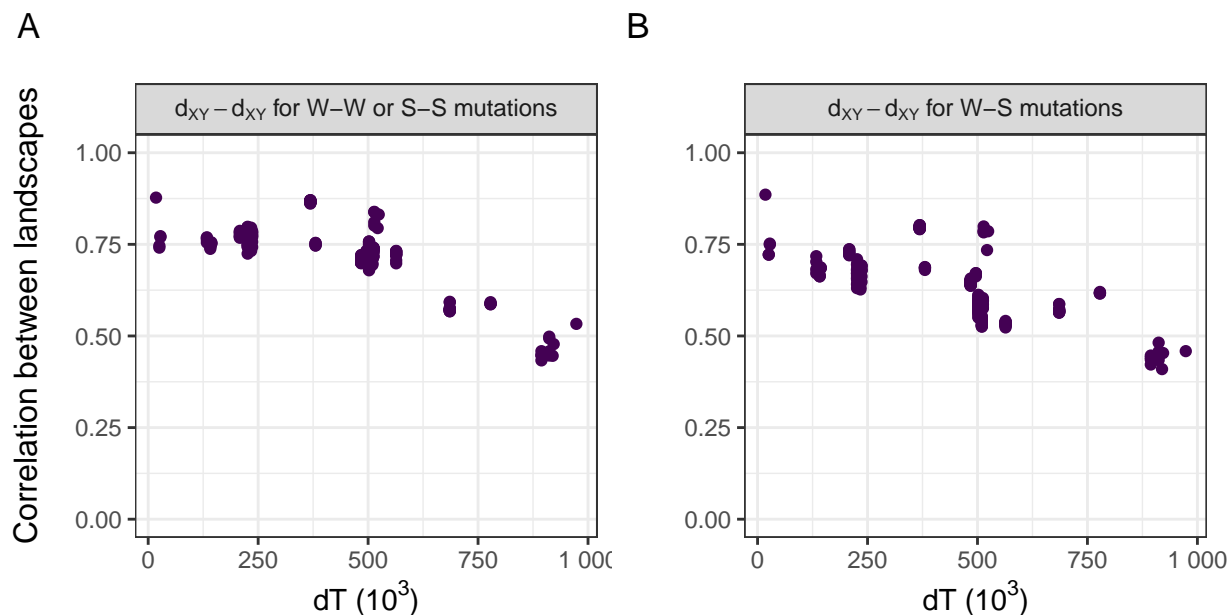 A
B
Correlation between landscapes
dXY − dXY for W−W or S−S mutations
1.00
0.75
0.50
0.25
0.00
0
250
500
750
1 000
dT (10³)
dXY − dXY for W−S mutations
1.00
0.75
0.50
0.25
0.00
0
250
500
750
1 000
dT (10³)